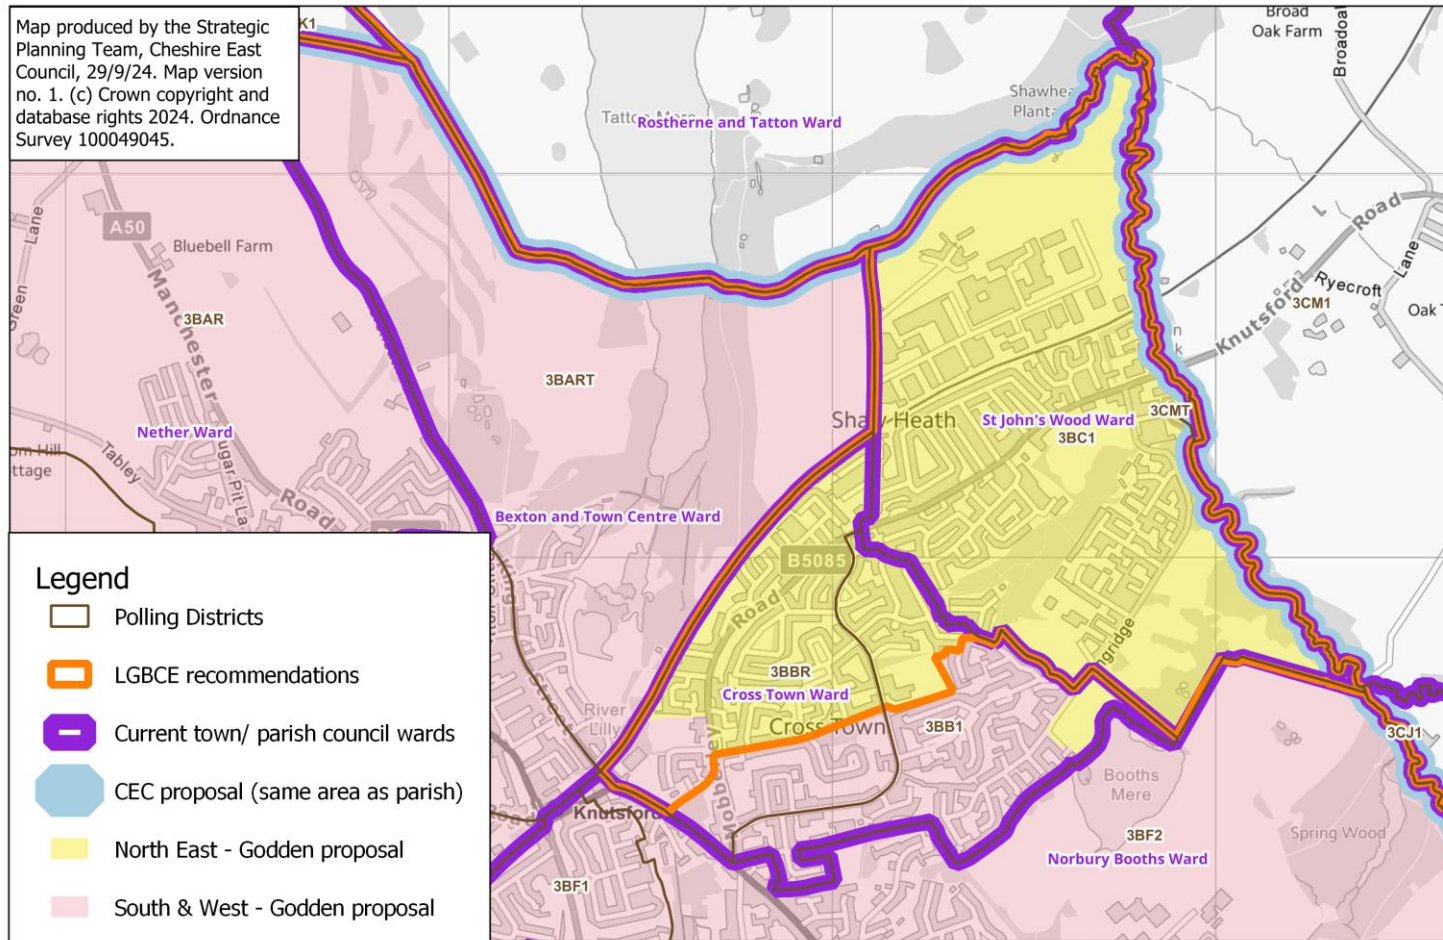 Map produced by the Strategic
Planning Team, Cheshire East
Council, 29/9/24. Map version
no. 1. (c) Crown copyright and
database rights 2024. Ordnance
Survey 100049045.
K1
Broad
Oak Farm
Tatton Mere
Rostherne and Tatton Ward
Green Lane
A50
Bluebell Farm
Manchester
Road
3BAR
Knutsford Road
Ryecroft
Lane
3CM1
Oak
3BART
Shaw Heath
St John's Wood Ward
3BC1
3CMT
Nether Ward
Tabley
Bexton and Town Centre Ward
B5085
Road
3BBR
Cross Town Ward
River
Lilly
Cross Town
3BB1
3CJ1
Booths
Mere
Knutsford
3BF2
Spring Wood
Norbury Booths Ward
3BF1
Legend
Polling Districts
LGBCE recommendations
Current town/ parish council wards
CEC proposal (same area as parish)
North East - Godden proposal
South & West - Godden proposal